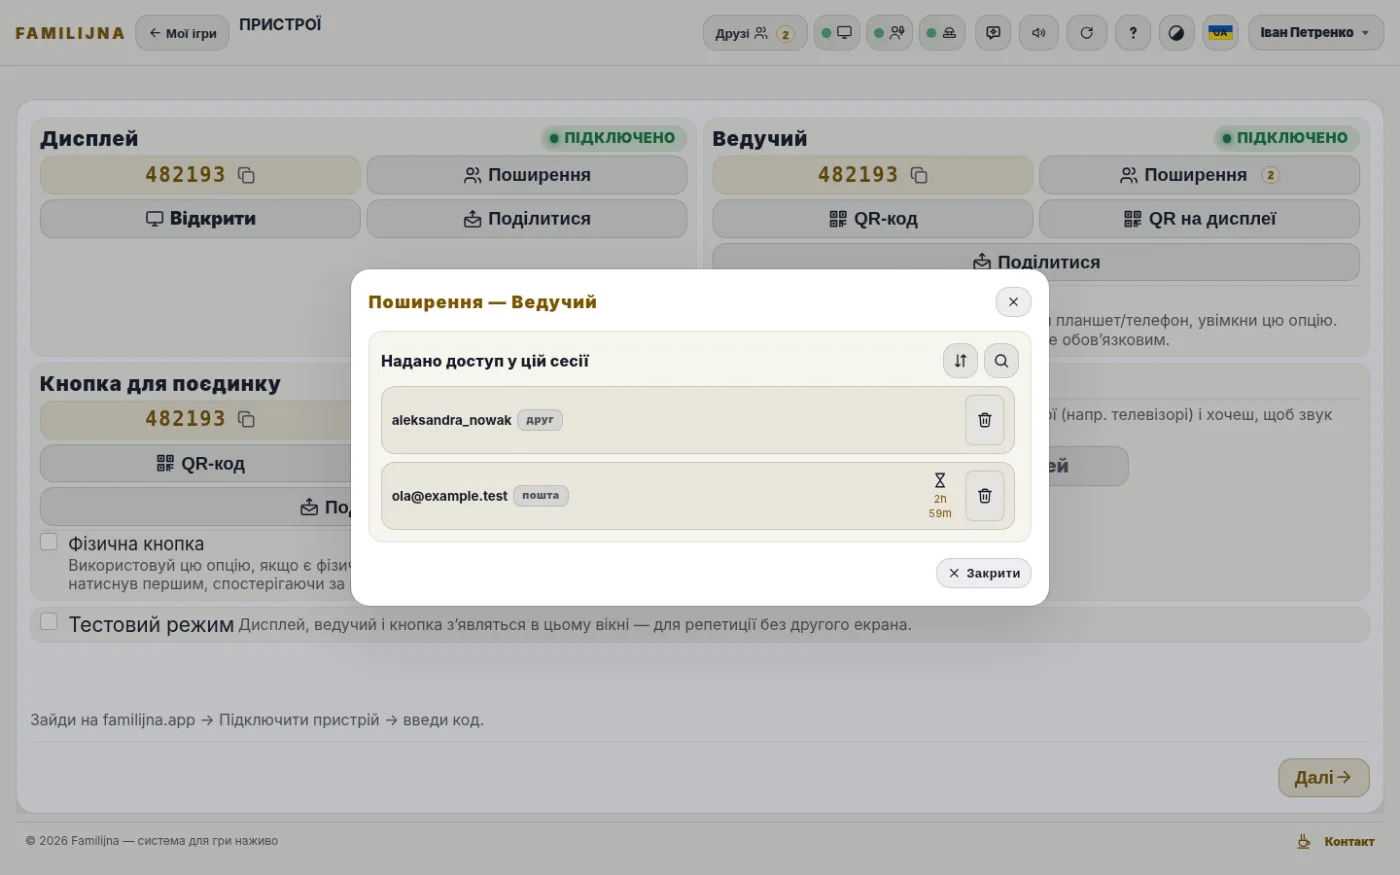 FAMILIJNA
← Мої ігри
ПРИСТРОЇ
Друзі 2
?
UA
Іван Петренко
Дисплей
ПІДКЛЮЧЕНО
482193
Поширення
Відкрити
Поділитися
Ведучий
ПІДКЛЮЧЕНО
482193
Поширення 2
QR-код
QR на дисплеї
Поділитися
планшет/телефон, увімкни цю опцію.
е обов’язковим.
Кнопка для поєдинку
482193
QR-код
По
Фізична кнопка
Використовуй цю опцію, якщо є фізи
натиснув першим, спостерігаючи за
ої (напр. телевізорі) і хочеш, щоб звук
ей
Поширення — Ведучий
Надано доступ у цій сесії
aleksandra_nowak друг
ola@example.test пошта
2h
59m
Закрити
Тестовий режим Дисплей, ведучий і кнопка з’являться в цьому вікні — для репетиції без другого екрана.
Зайди на familijna.app → Підключити пристрій → введи код.
Далі →
© 2026 Familijna — система для гри наживо
Контакт